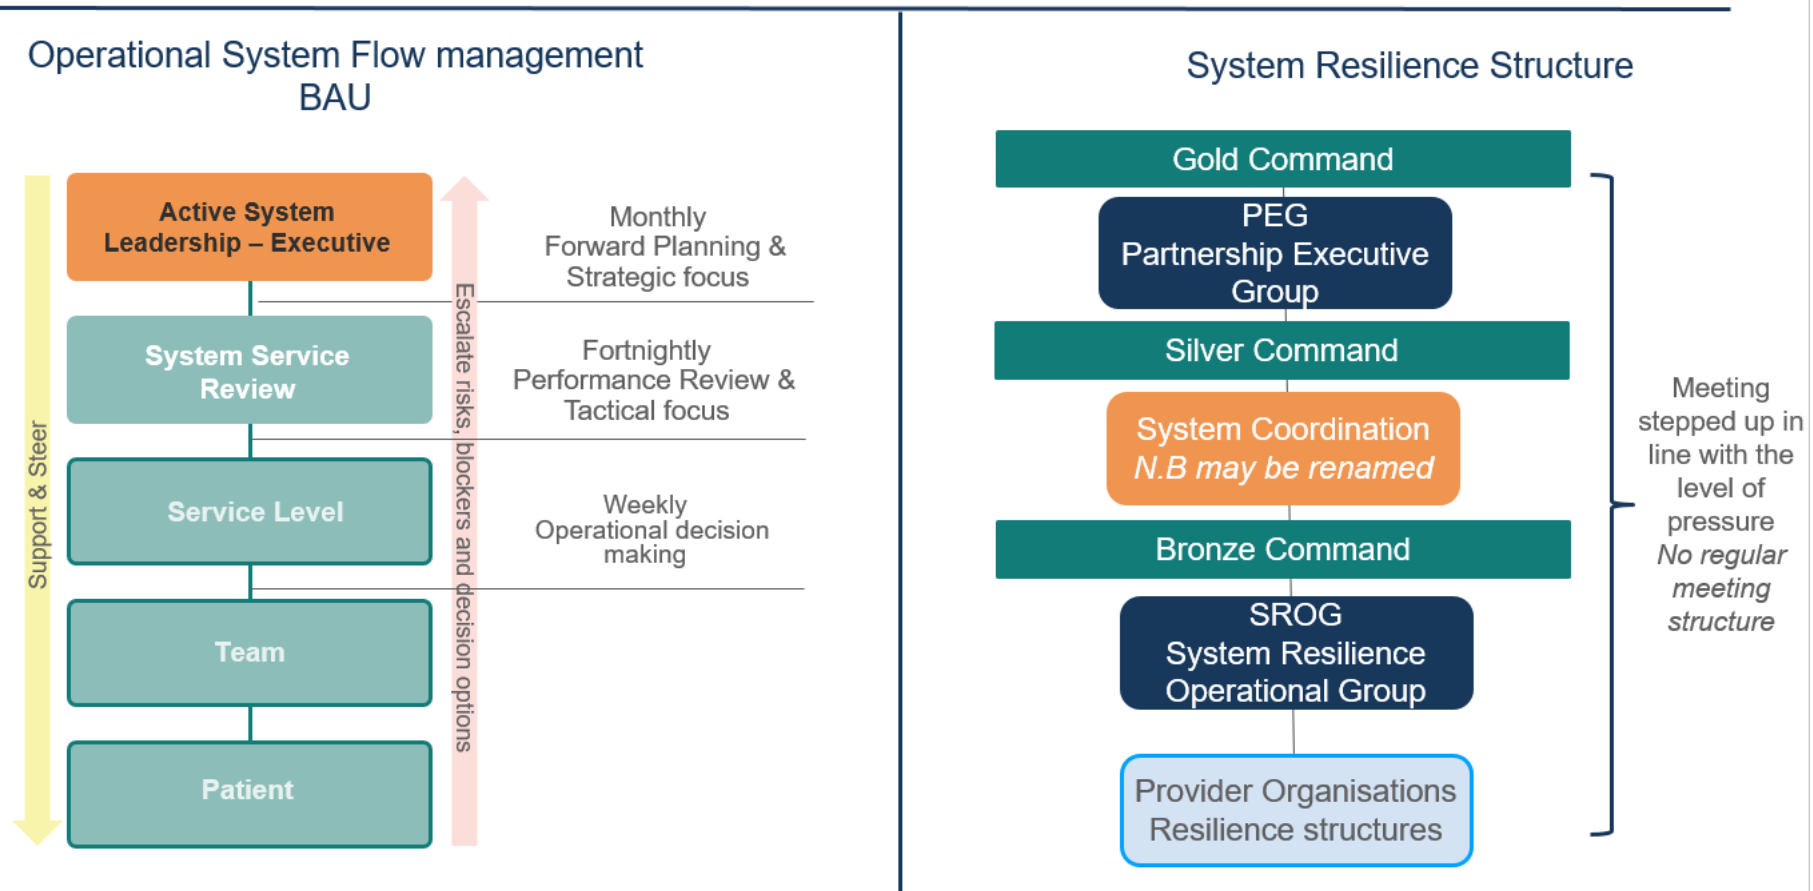 Operational System Flow management
BAU
Support & Steer
Active System
Leadership – Executive
System Service
Review
Service Level
Team
Patient
Escalate risks, blockers and decision options
Monthly
Forward Planning &
Strategic focus
Fortnightly
Performance Review &
Tactical focus
Weekly
Operational decision
making
System Resilience Structure
Gold Command
PEG
Partnership Executive
Group
Silver Command
System Coordination
N.B may be renamed
Bronze Command
SROG
System Resilience
Operational Group
Provider Organisations
Resilience structures
Meeting
stepped up in
line with the
level of
pressure
No regular
meeting
structure